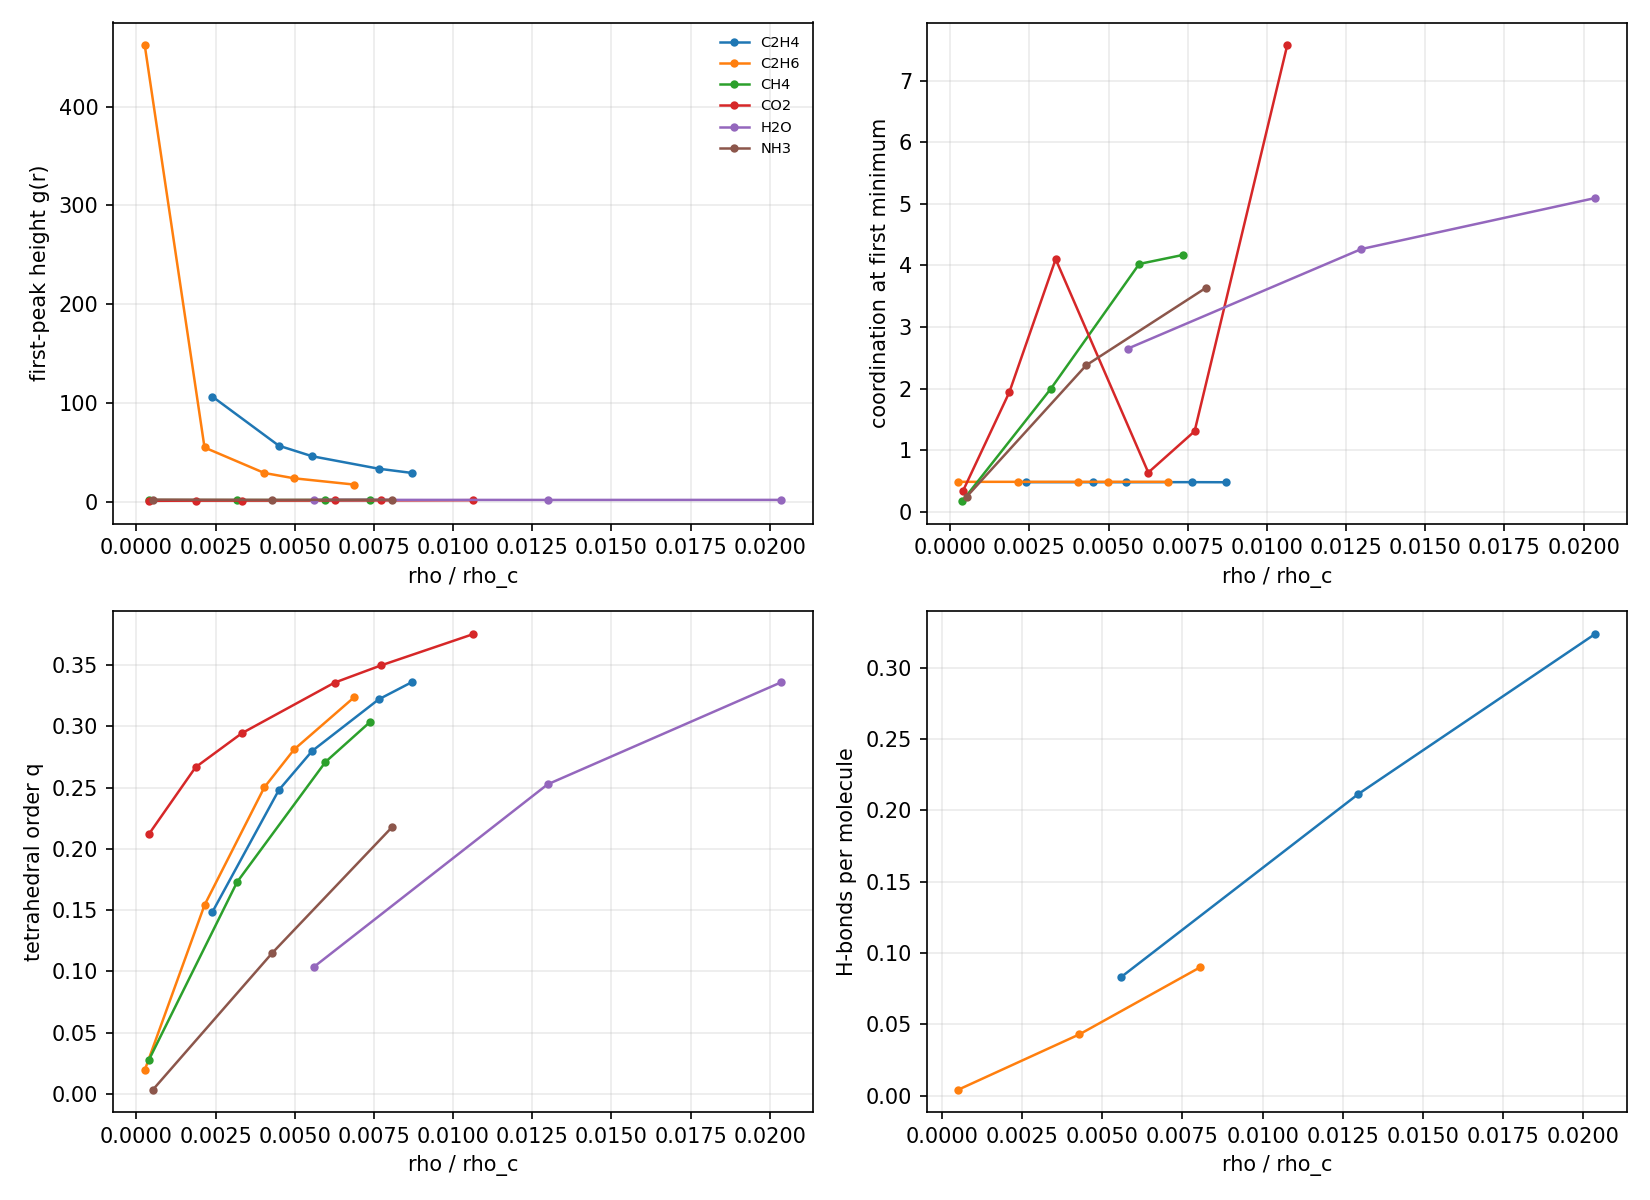 first-peak height g(r)
400
300
200
100
0
C2H4
C2H6
CH4
CO2
H2O
NH3
0.0000 0.0025 0.0050 0.0075 0.0100 0.0125 0.0150 0.0175 0.0200
rho / rho_c
coordination at first minimum
7
6
5
4
3
2
1
0
0.0000 0.0025 0.0050 0.0075 0.0100 0.0125 0.0150 0.0175 0.0200
rho / rho_c
tetrahedral order q
0.35
0.30
0.25
0.20
0.15
0.10
0.05
0.00
0.0000 0.0025 0.0050 0.0075 0.0100 0.0125 0.0150 0.0175 0.0200
rho / rho_c
H-bonds per molecule
0.30
0.25
0.20
0.15
0.10
0.05
0.00
0.0000 0.0025 0.0050 0.0075 0.0100 0.0125 0.0150 0.0175 0.0200
rho / rho_c